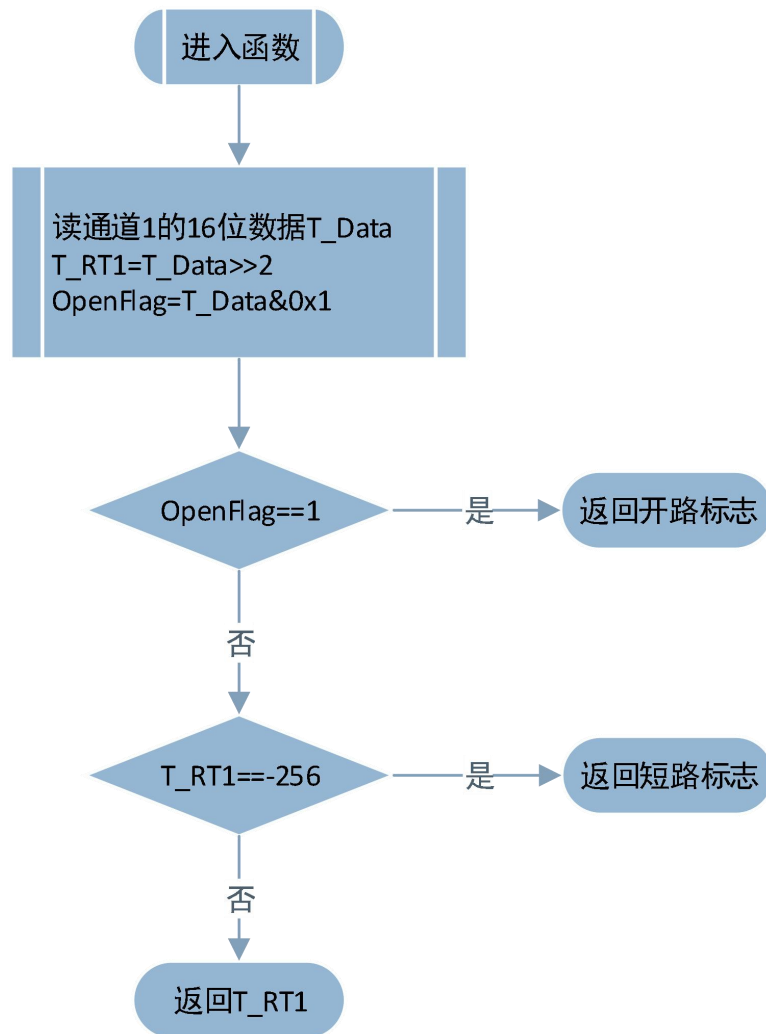 进入函数
读通道1的16位数据T_Data
T_RT1=T_Data>>2
OpenFlag=T_Data&0x1
OpenFlag==1
是
返回开路标志
否
T_RT1==-256
是
返回短路标志
否
返回T_RT1